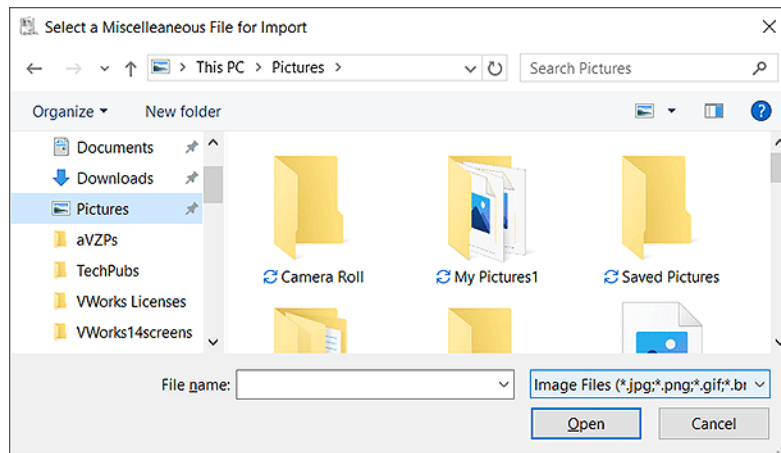 Select a Miscelleaneous File for Import
This PC > Pictures >
Search Pictures
Organize
New folder
?
Documents
Downloads
Pictures
aVZPs
TechPubs
VWorks Licenses
VWorks14screens
Camera Roll
My Pictures1
Saved Pictures
File name:
Image Files (*.jpg;*.png;*.gif;*.br
Open
Cancel